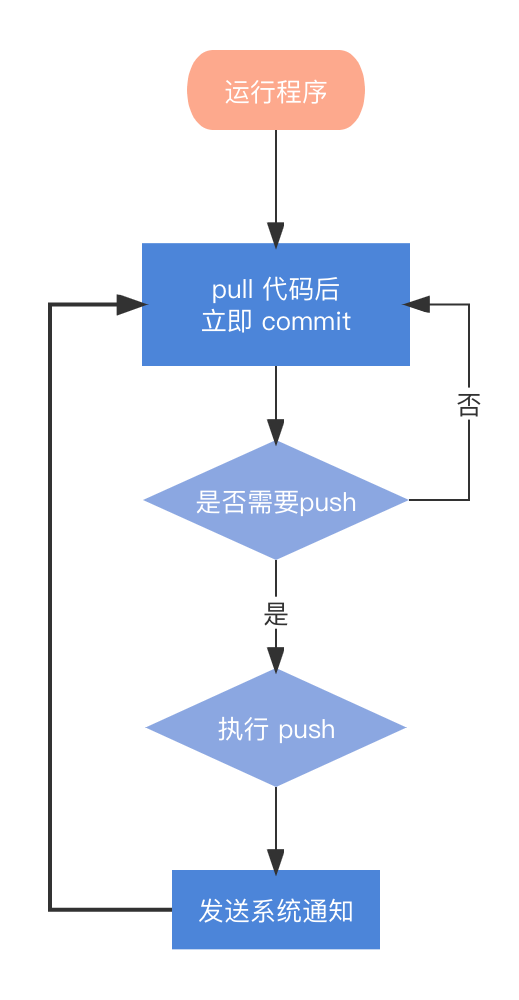 运行程序
pull 代码后
立即 commit
否
是否需要push
是
执行 push
发送系统通知